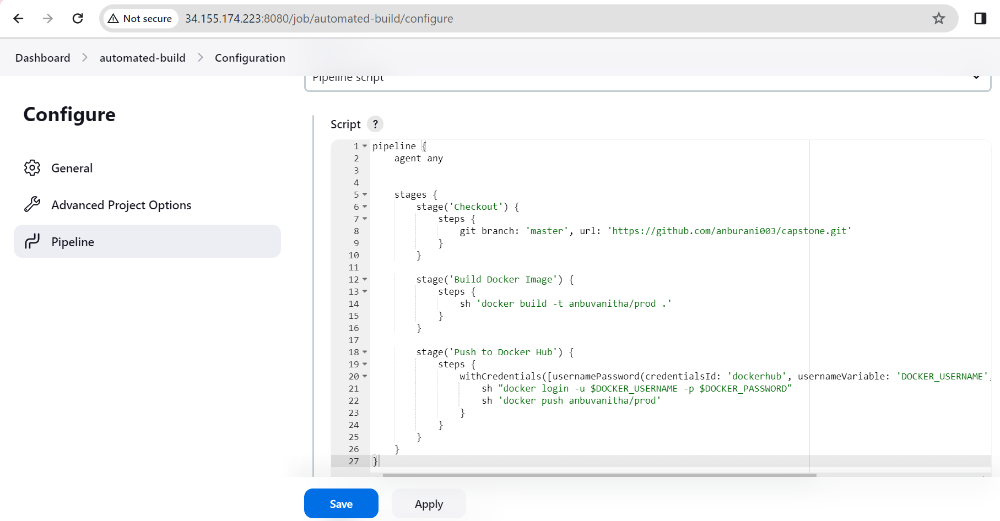 Not secure 34.155.174.223:8080/job/automated-build/configure
Dashboard > automated-build > Configuration
Pipeline script
Configure
General
Advanced Project Options
Pipeline
Script ?
1 pipeline {
2     agent any
3
4
5     stages {
6         stage('Checkout') {
7             steps {
8                 git branch: 'master', url: 'https://github.com/anburani003/capstone.git'
9             }
10         }
11
12         stage('Build Docker Image') {
13             steps {
14                 sh 'docker build -t anbuvanitha/prod .'
15             }
16         }
17
18         stage('Push to Docker Hub') {
19             steps {
20                 withCredentials([usernamePassword(credentialsId: 'dockerhub', usernameVariable: 'DOCKER_USERNAME',
21                     sh "docker login -u $DOCKER_USERNAME -p $DOCKER_PASSWORD"
22                     sh 'docker push anbuvanitha/prod'
23                 }
24             }
25         }
26     }
27 }
Save
Apply